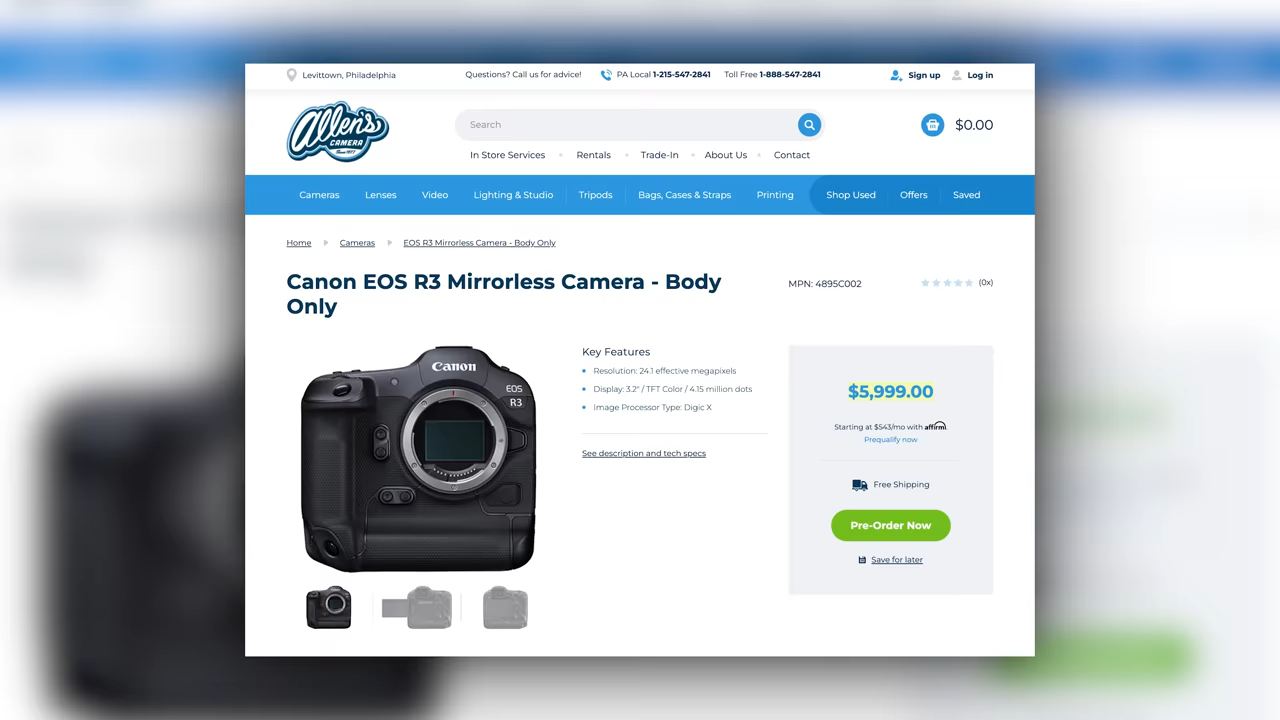 Levittown, Philadelphia
Questions? Call us for advice!
PA Local 1-215-547-2841
Toll Free 1-888-547-2841
Sign up
Log in
Allen's
CAMERA
Since 1977
Search
$0.00
In Store Services
Rentals
Trade-In
About Us
Contact
Cameras
Lenses
Video
Lighting & Studio
Tripods
Bags, Cases & Straps
Printing
Shop Used
Offers
Saved
Home
Cameras
EOS R3 Mirrorless Camera - Body Only
Canon EOS R3 Mirrorless Camera - Body
Only
MPN: 4895C002
(0x)
Canon
EOS
R3
Key Features
Resolution: 24.1 effective megapixels
Display: 3.2" / TFT Color / 4.15 million dots
Image Processor Type: Digic X
See description and tech specs
$5,999.00
Starting at $543/mo with affirm
Prequalify now
Free Shipping
Pre-Order Now
Save for later